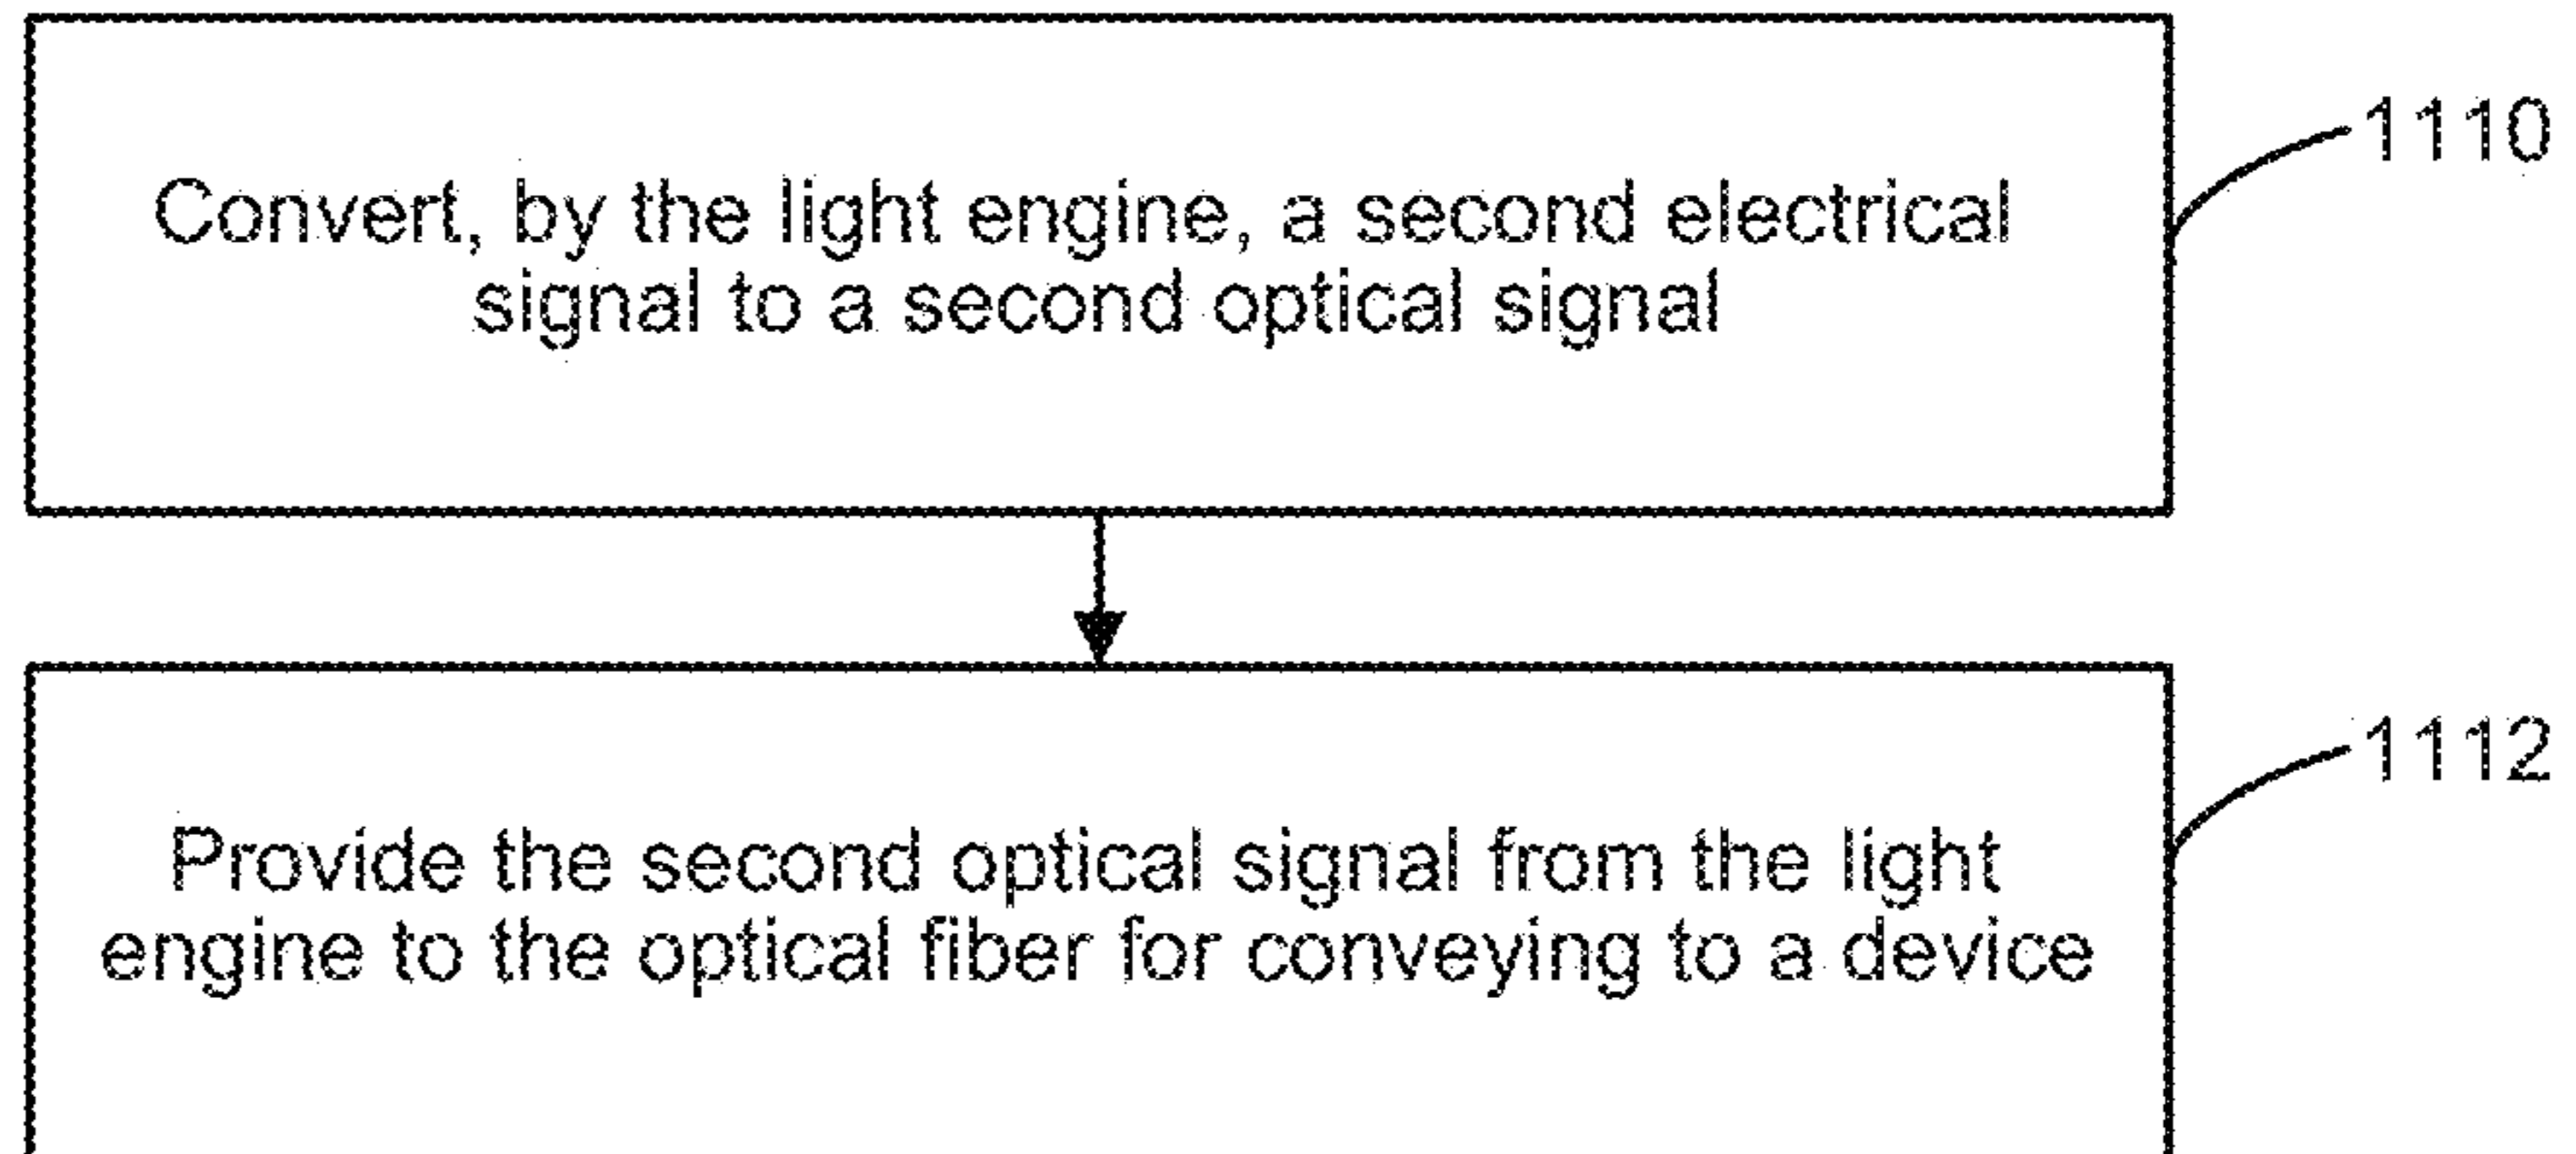 1110
Convert, by the light engine, a second electrical
signal to a second optical signal
1112
Provide the second optical signal from the light
engine to the optical fiber for conveying to a device